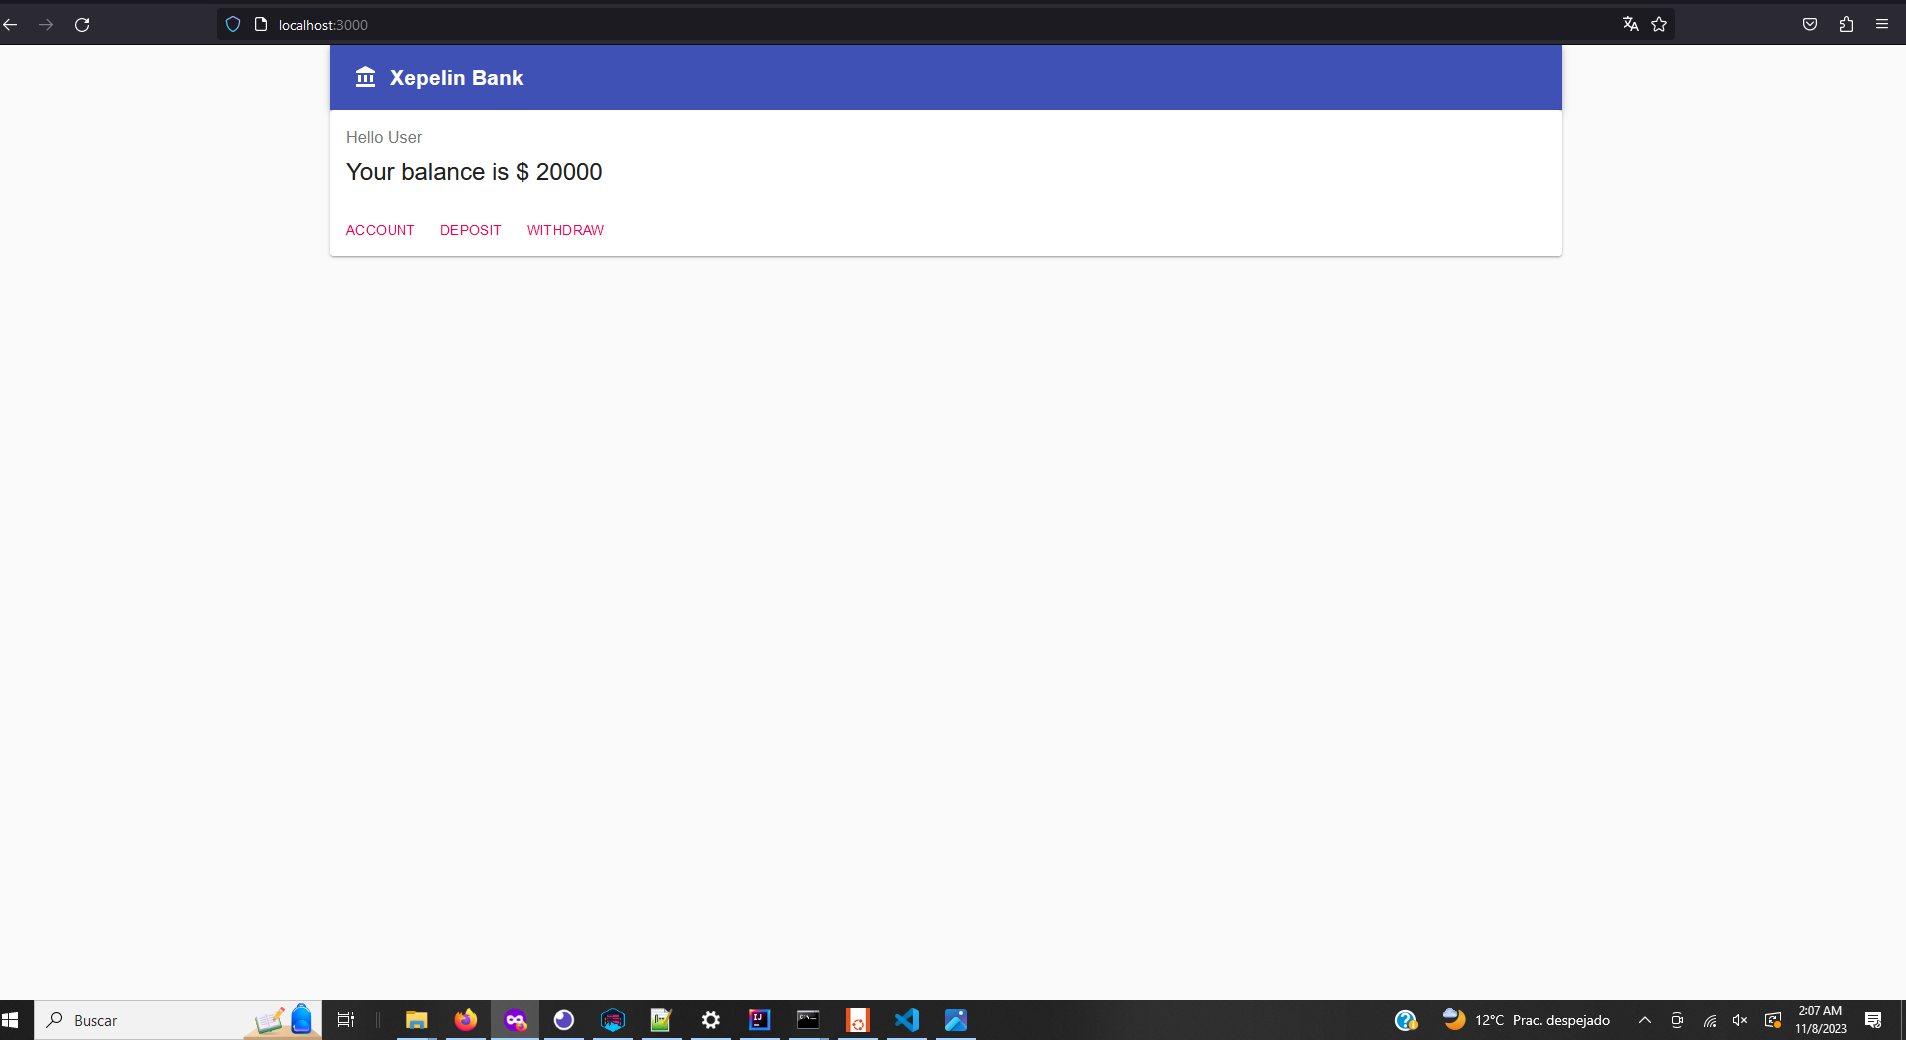 localhost:3000
Xepelin Bank
Hello User
Your balance is $ 20000
ACCOUNT DEPOSIT WITHDRAW
Buscar
12°C Prac. despejado
2:07 AM
11/8/2023